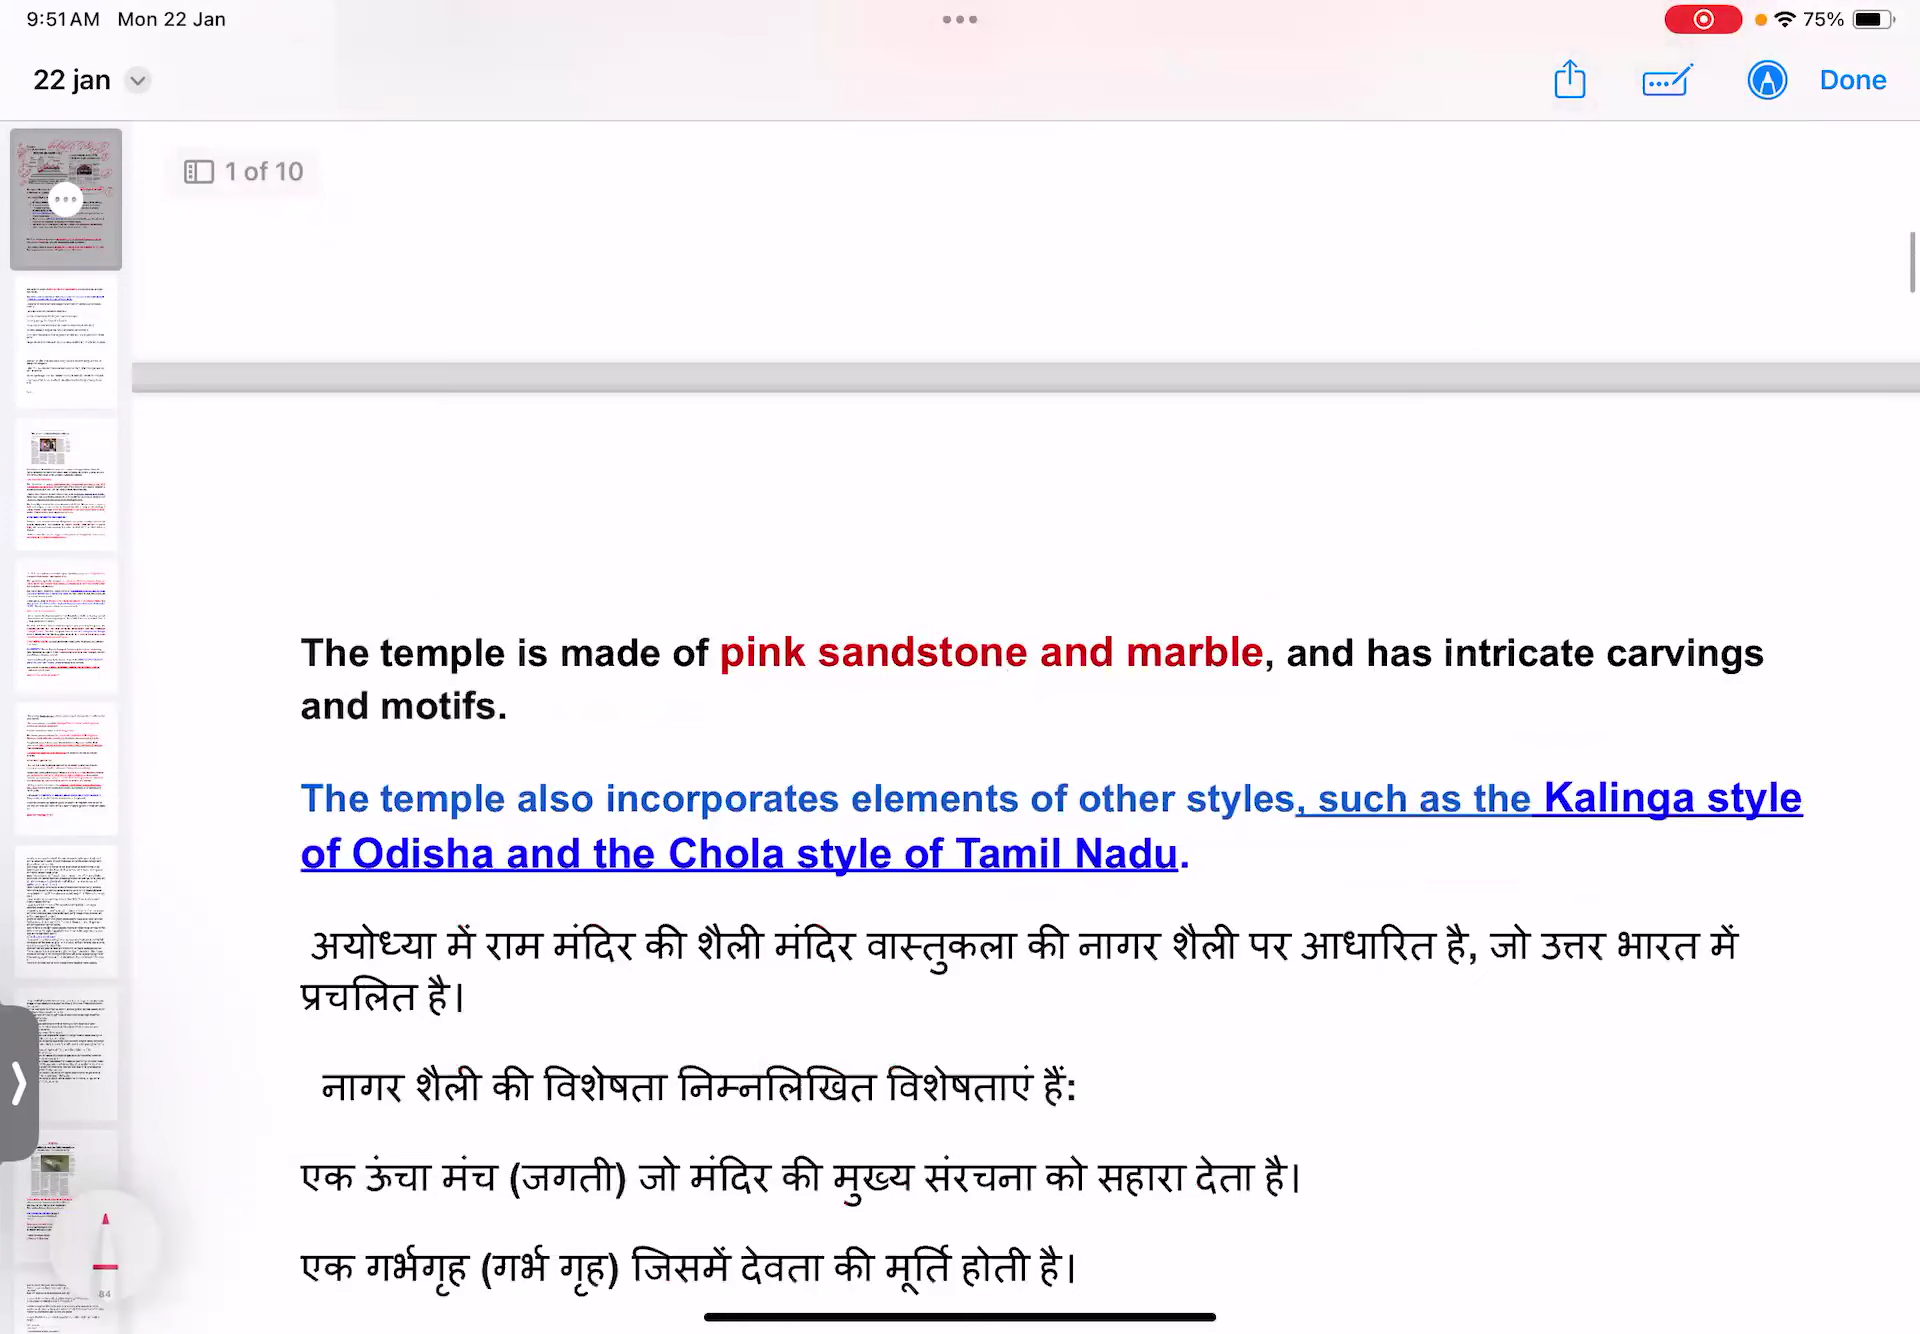 9:51 AM Mon 22 Jan
75%
22 jan
Done
1 of 10
The temple is made of pink sandstone and marble, and has intricate carvings
and motifs.
The temple also incorporates elements of other styles, such as the Kalinga style
of Odisha and the Chola style of Tamil Nadu.
अयोध्या में राम मंदिर की शैली मंदिर वास्तुकला की नागर शैली पर आधारित है, जो उत्तर भारत में
प्रचलित है।
नागर शैली की विशेषता निम्नलिखित विशेषताएं हैं:
एक ऊंचा मंच (जगती) जो मंदिर की मुख्य संरचना को सहारा देता है।
एक गर्भगृह (गर्भ गृह) जिसमें देवता की मूर्ति होती है।
84